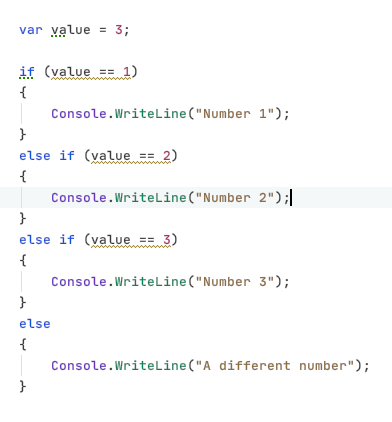 var value = 3;
if (value == 1)
{
Console.WriteLine("Number 1");
}
else if (value == 2)
{
Console.WriteLine("Number 2");
}
else if (value == 3)
{
Console.WriteLine("Number 3");
}
else
{
Console.WriteLine("A different number");
}